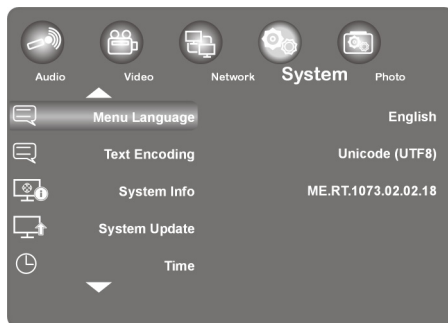 Audio Video Network System Photo
Menu Language English
Text Encoding Unicode (UTF8)
System Info ME.RT.1073.02.02.18
System Update
Time